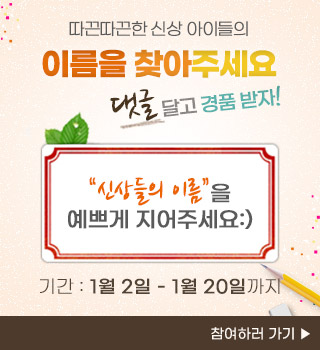 따끈따끈한 신상 아이들의
이름을 찾아주세요
댓글 달고 경품 받자!
“신상들의 이름”을
예쁘게 지어주세요:)
기간 : 1월 2일 - 1월 20일까지
참여하러 가기 ▶